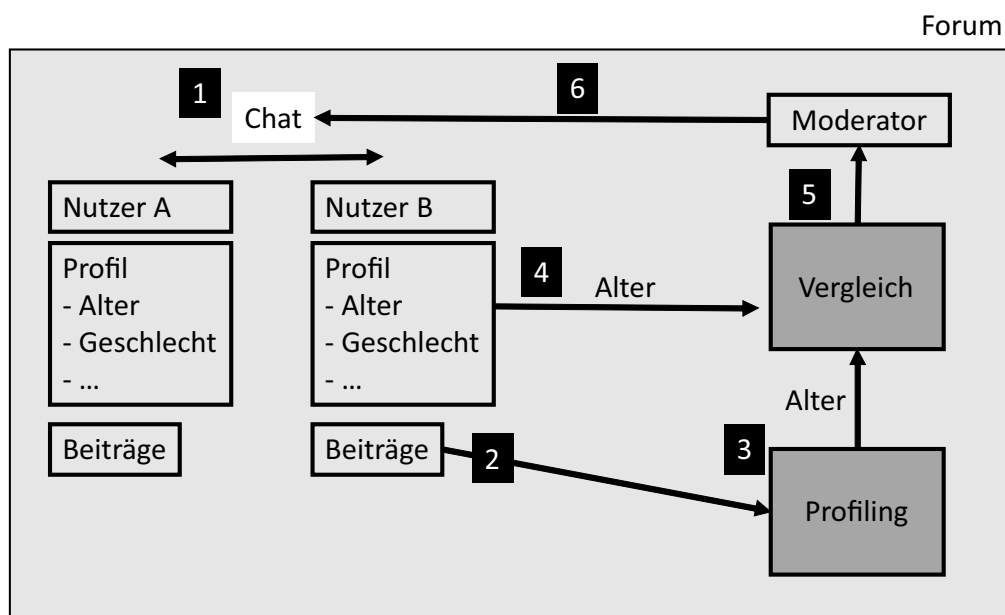 Forum
1
Chat
6
Moderator
Nutzer A
Nutzer B
5
Profil
- Alter
- Geschlecht
- ...
Profil
- Alter
- Geschlecht
- ...
4
Alter
Vergleich
Alter
Beiträge
Beiträge
2
3
Profiling